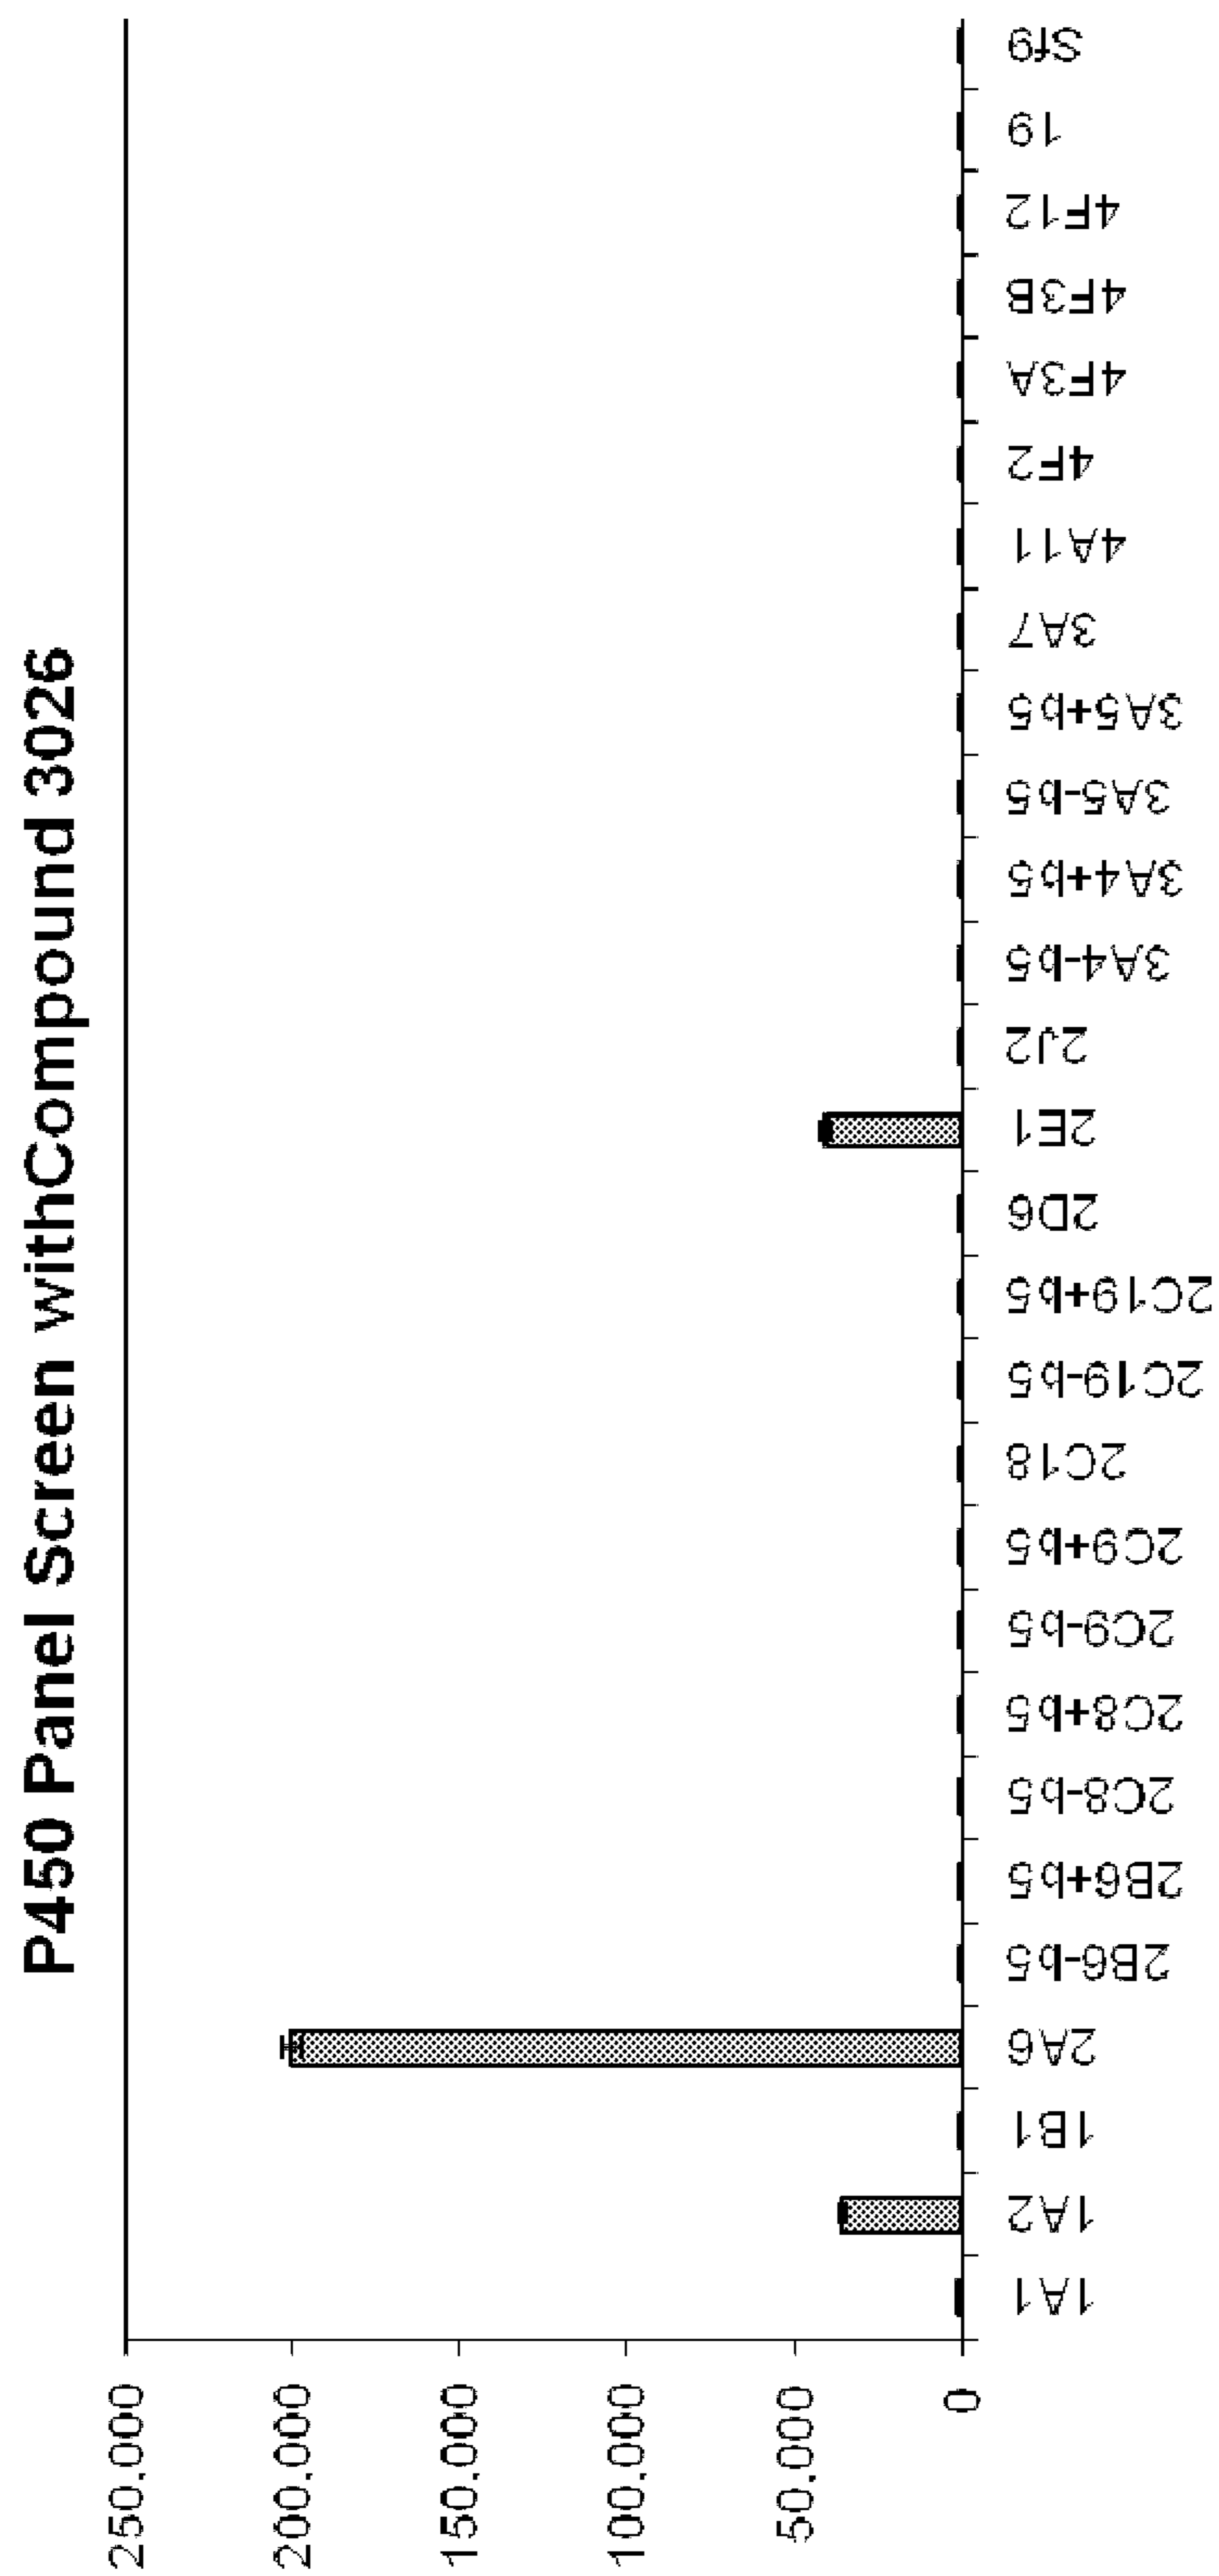 P450 Panel Screen withCompound 3026
250,000
200,000
150,000
100,000
50,000
0
1A1
1A2
1B1
2A6
2B6-b5
2B6+b5
2C8-b5
2C8+b5
2C9-b5
2C9+b5
2C18
2C19-b5
2C19+b5
2D6
2E1
2J2
3A4-b5
3A4+b5
3A5-b5
3A5+b5
3A7
4A11
4F2
4F3A
4F3B
4F12
19
Sf9